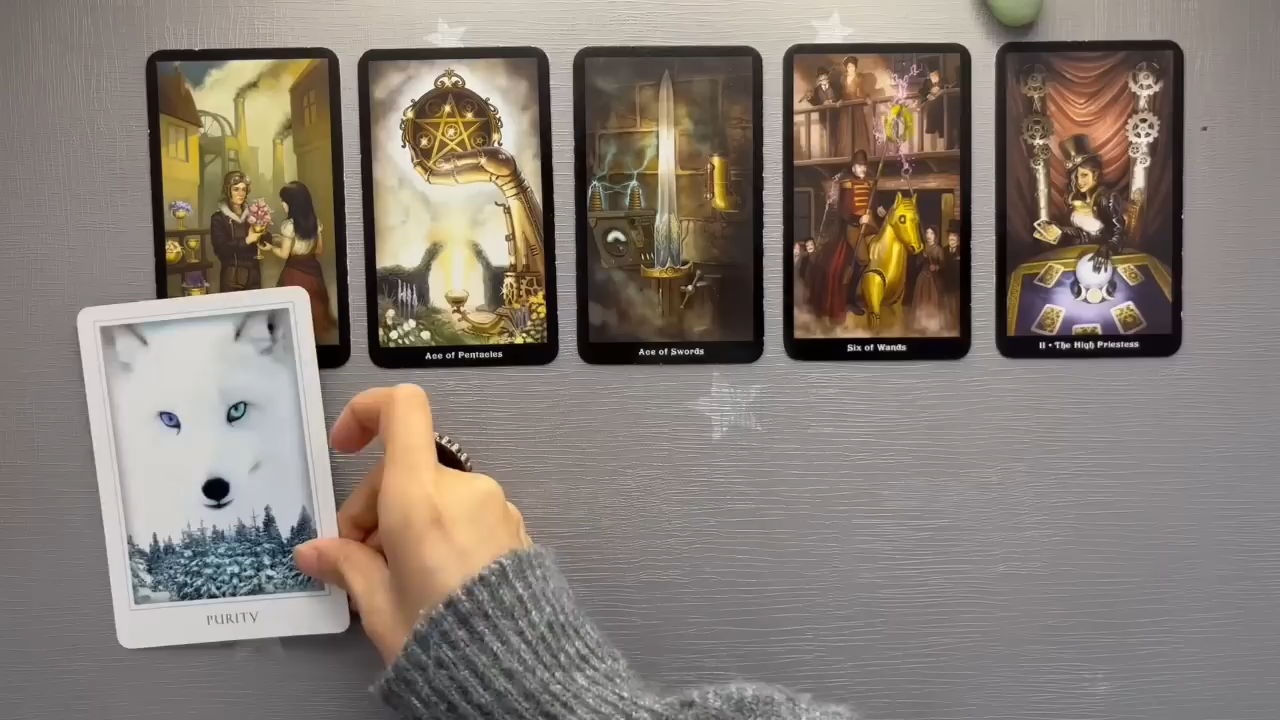 Ace of Pentacles
Ace of Swords
Six of Wands
II • The High Priestess
PURITY